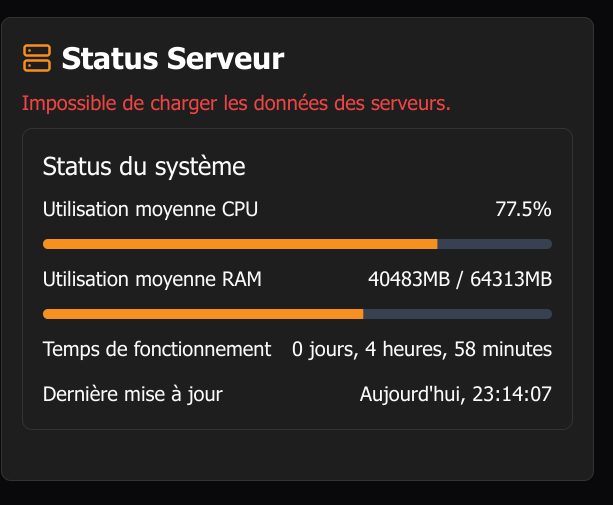 Status Serveur
Impossible de charger les données des serveurs.
Status du système
Utilisation moyenne CPU 77.5%
Utilisation moyenne RAM 40483MB / 64313MB
Temps de fonctionnement 0 jours, 4 heures, 58 minutes
Dernière mise à jour Aujourd'hui, 23:14:07